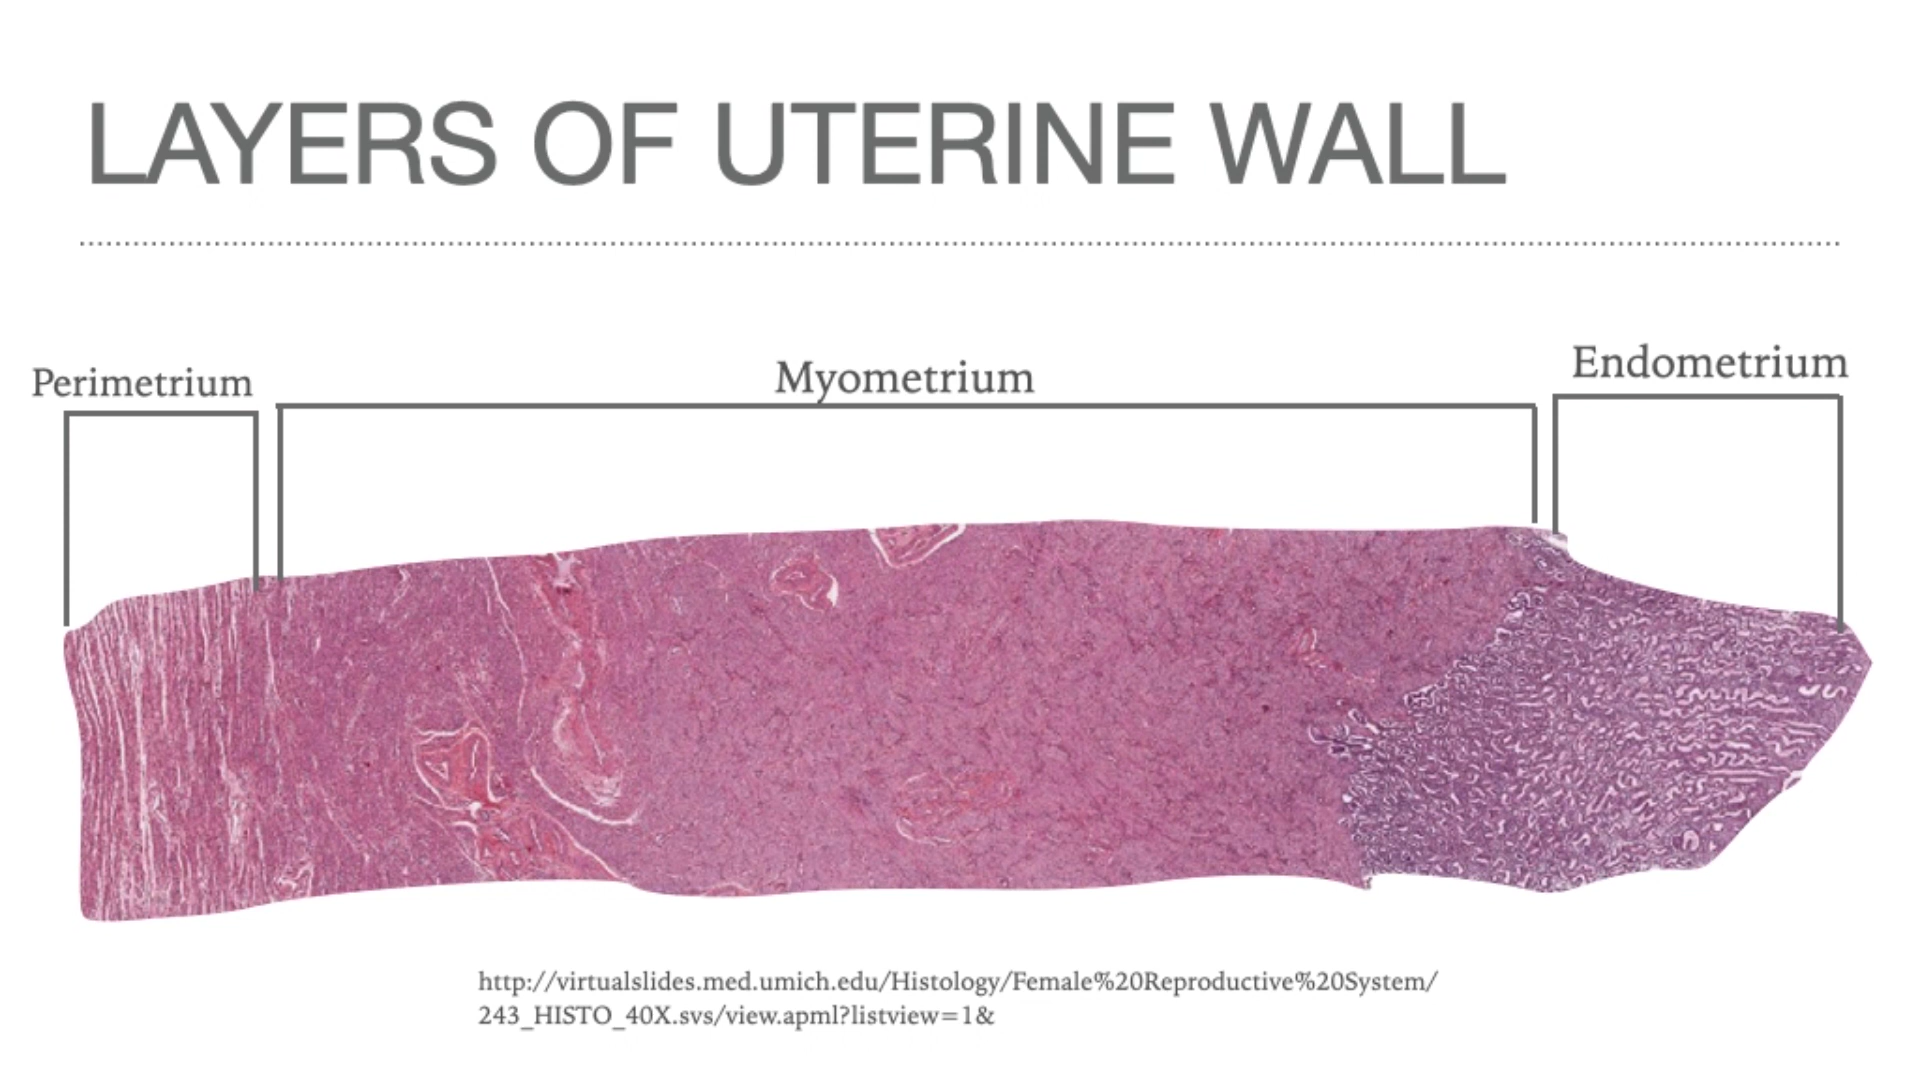 LAYERS OF UTERINE WALL
Perimetrium
Myometrium
Endometrium
http://virtualslides.med.umich.edu/Histology/Female%20Reproductive%20System/
243_HISTO_40X.svs/view.apml?listview=1&